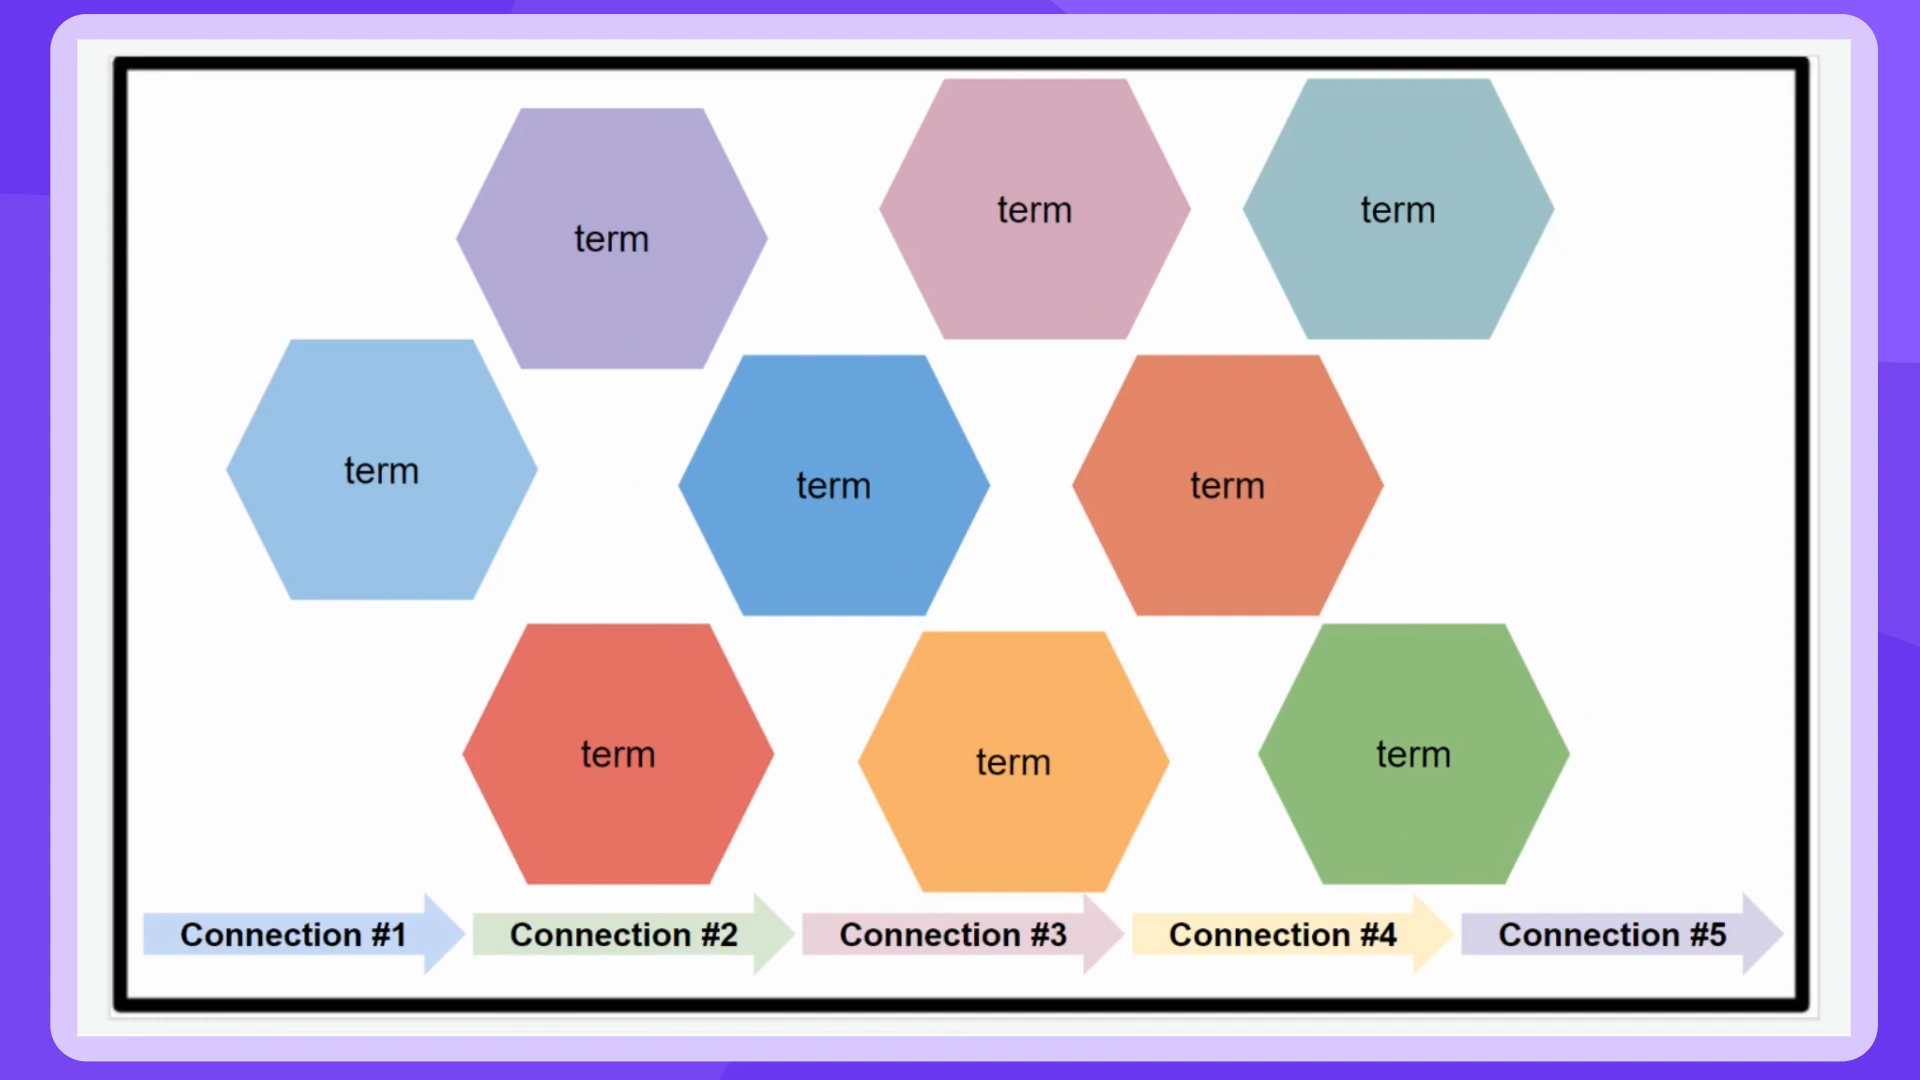 term
term
term
term
term
term
term
term
term
Connection #1
Connection #2
Connection #3
Connection #4
Connection #5